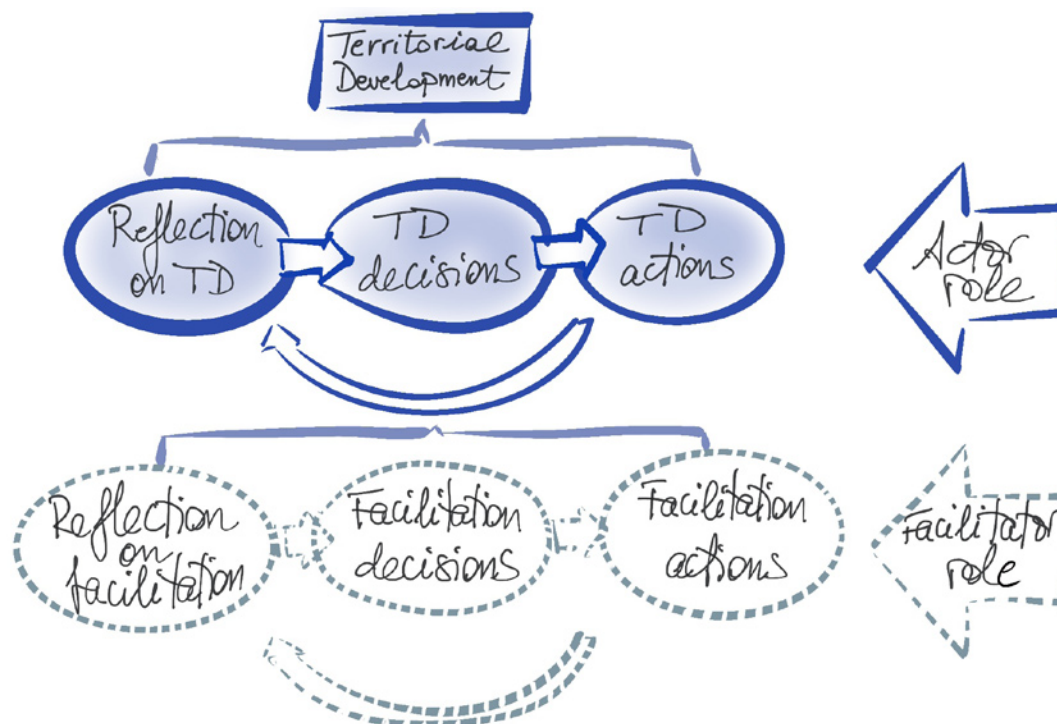 Territorial
Development
Reflection
on TD
TD
decisions
TD
actions
Actor
role
Reflection
on
facilitation
Facilitation
decisions
Facilitation
actions
Facilitator
role